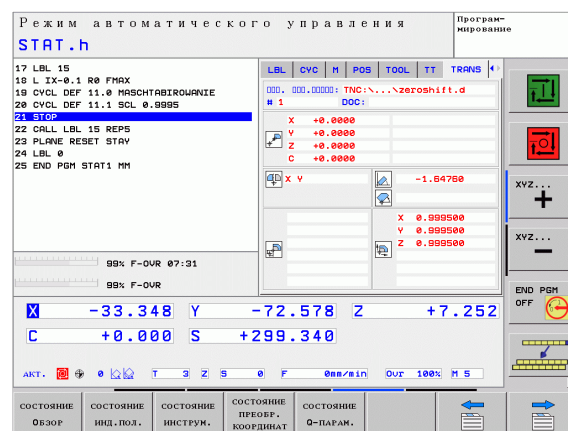 Режим автоматического управления
Програм-
мирование
STAT.h
17 LBL 15
18 L IX-0.1 R0 FMAX
19 CYCL DEF 11.0 МАСШТАБIROWANIE
20 CYCL DEF 11.1 SCL 0.9995
21 STOP
22 CALL LBL 15 REP5
23 PLANE RESET STAY
24 LBL 0
25 END PGM STAT1 MM
LBL CYC M POS TOOL TT TRANS
TNC:\...\zeroshift.d
# 1 DOC:
X +0.0000
Y +0.0000
Z +0.0000
C +0.0000
X Y
-1.64760
X 0.999500
Y 0.999500
Z 0.999500
99% F-OVR 07:31
99% F-OVR
X -33.348 Y -72.578 Z +7.252
C +0.000 S +299.340
АКТ. 0 T 3 Z S 0 F 0mm/min Ovr 100% M 5
XYZ...
+
XYZ...
−
END PGM
OFF
СОСТОЯНИЕ
ОБЗОР
СОСТОЯНИЕ
ИНД.ПОЛ.
СОСТОЯНИЕ
ИНСТРУМ.
СОСТОЯНИЕ
ПРЕОБР.
КООРДИНАТ
СОСТОЯНИЕ
Q-ПАРАМ.